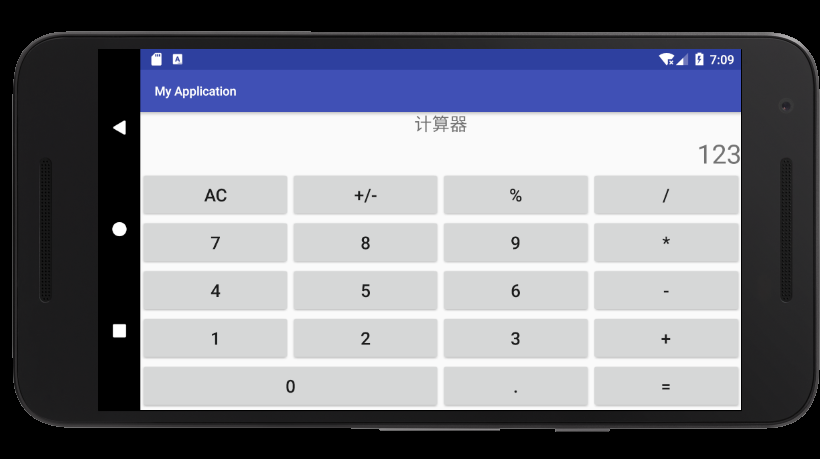 7:09
My Application
计算器
123
AC +/- % /
7 8 9 *
4 5 6 -
1 2 3 +
0 . =